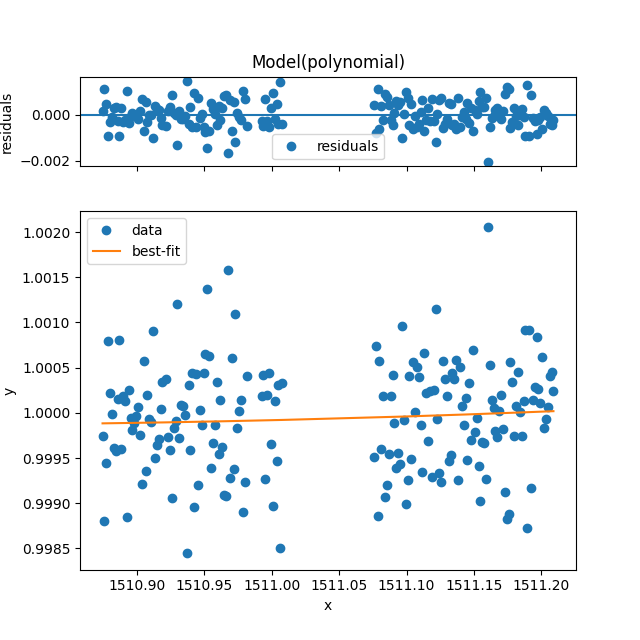 Model(polynomial)
residuals
0.000
−0.002
residuals
1.0020
1.0015
1.0010
1.0005
1.0000
0.9995
0.9990
0.9985
y
data
best-fit
1510.90 1510.95 1511.00 1511.05 1511.10 1511.15 1511.20
x